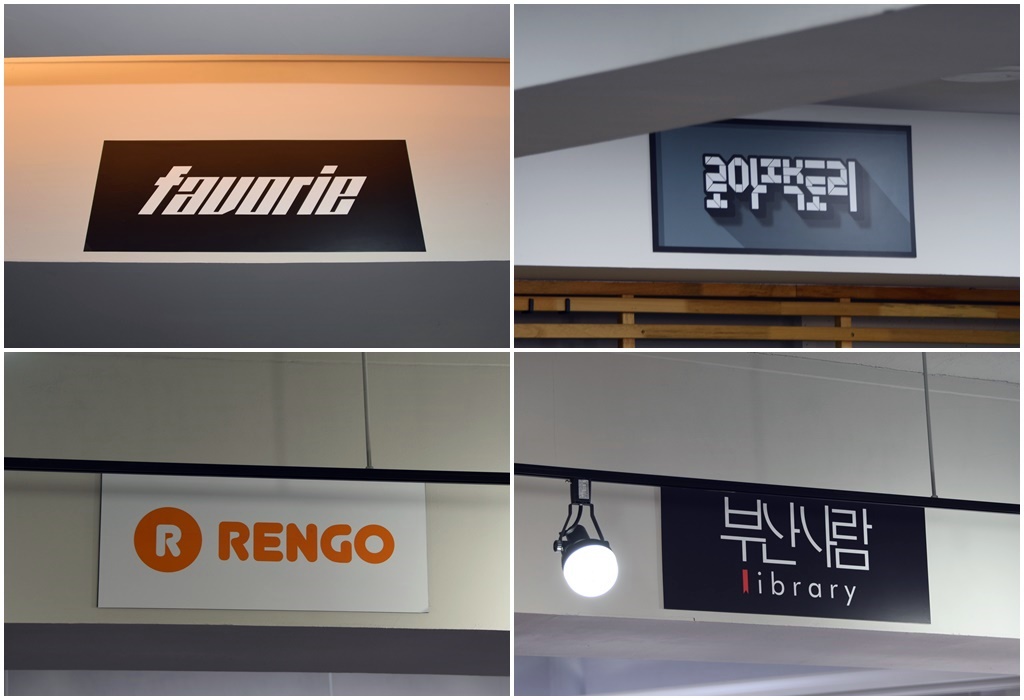 favorie
R RENGO
부산사람
library